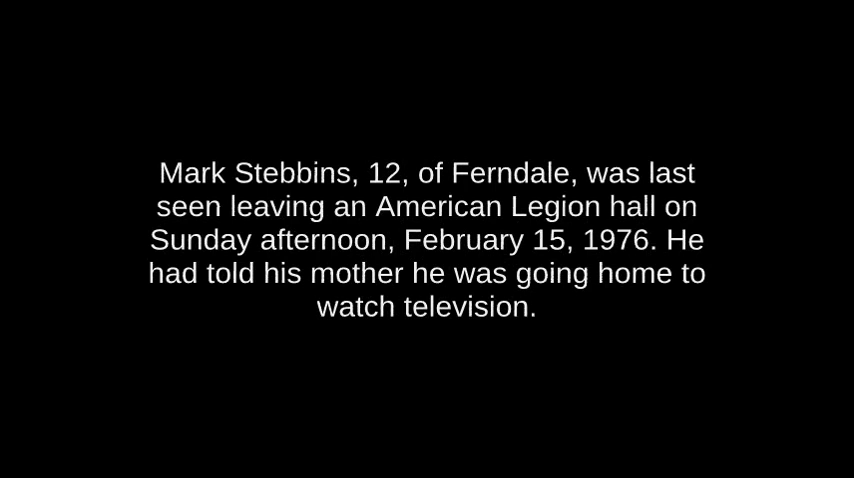 Mark Stebbins, 12, of Ferndale, was last
seen leaving an American Legion hall on
Sunday afternoon, February 15, 1976. He
had told his mother he was going home to
watch television.